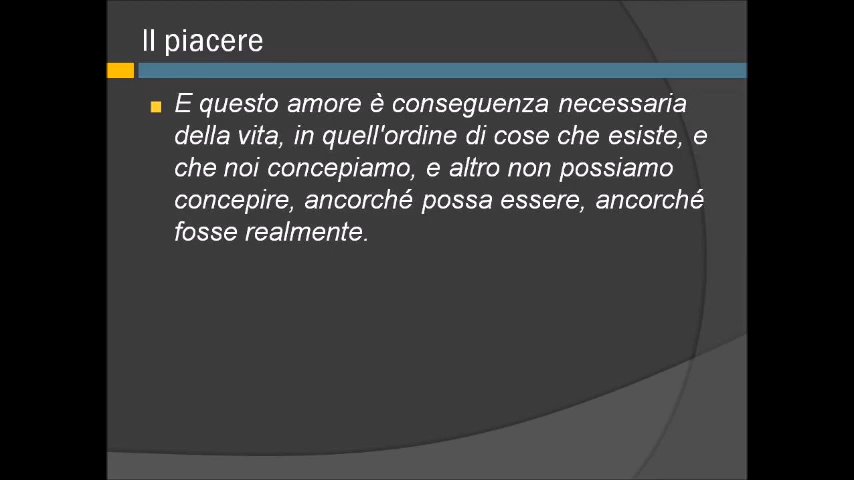 Il piacere
E questo amore è conseguenza necessaria
della vita, in quell'ordine di cose che esiste, e
che noi concepiamo, e altro non possiamo
concepire, ancorché possa essere, ancorché
fosse realmente.